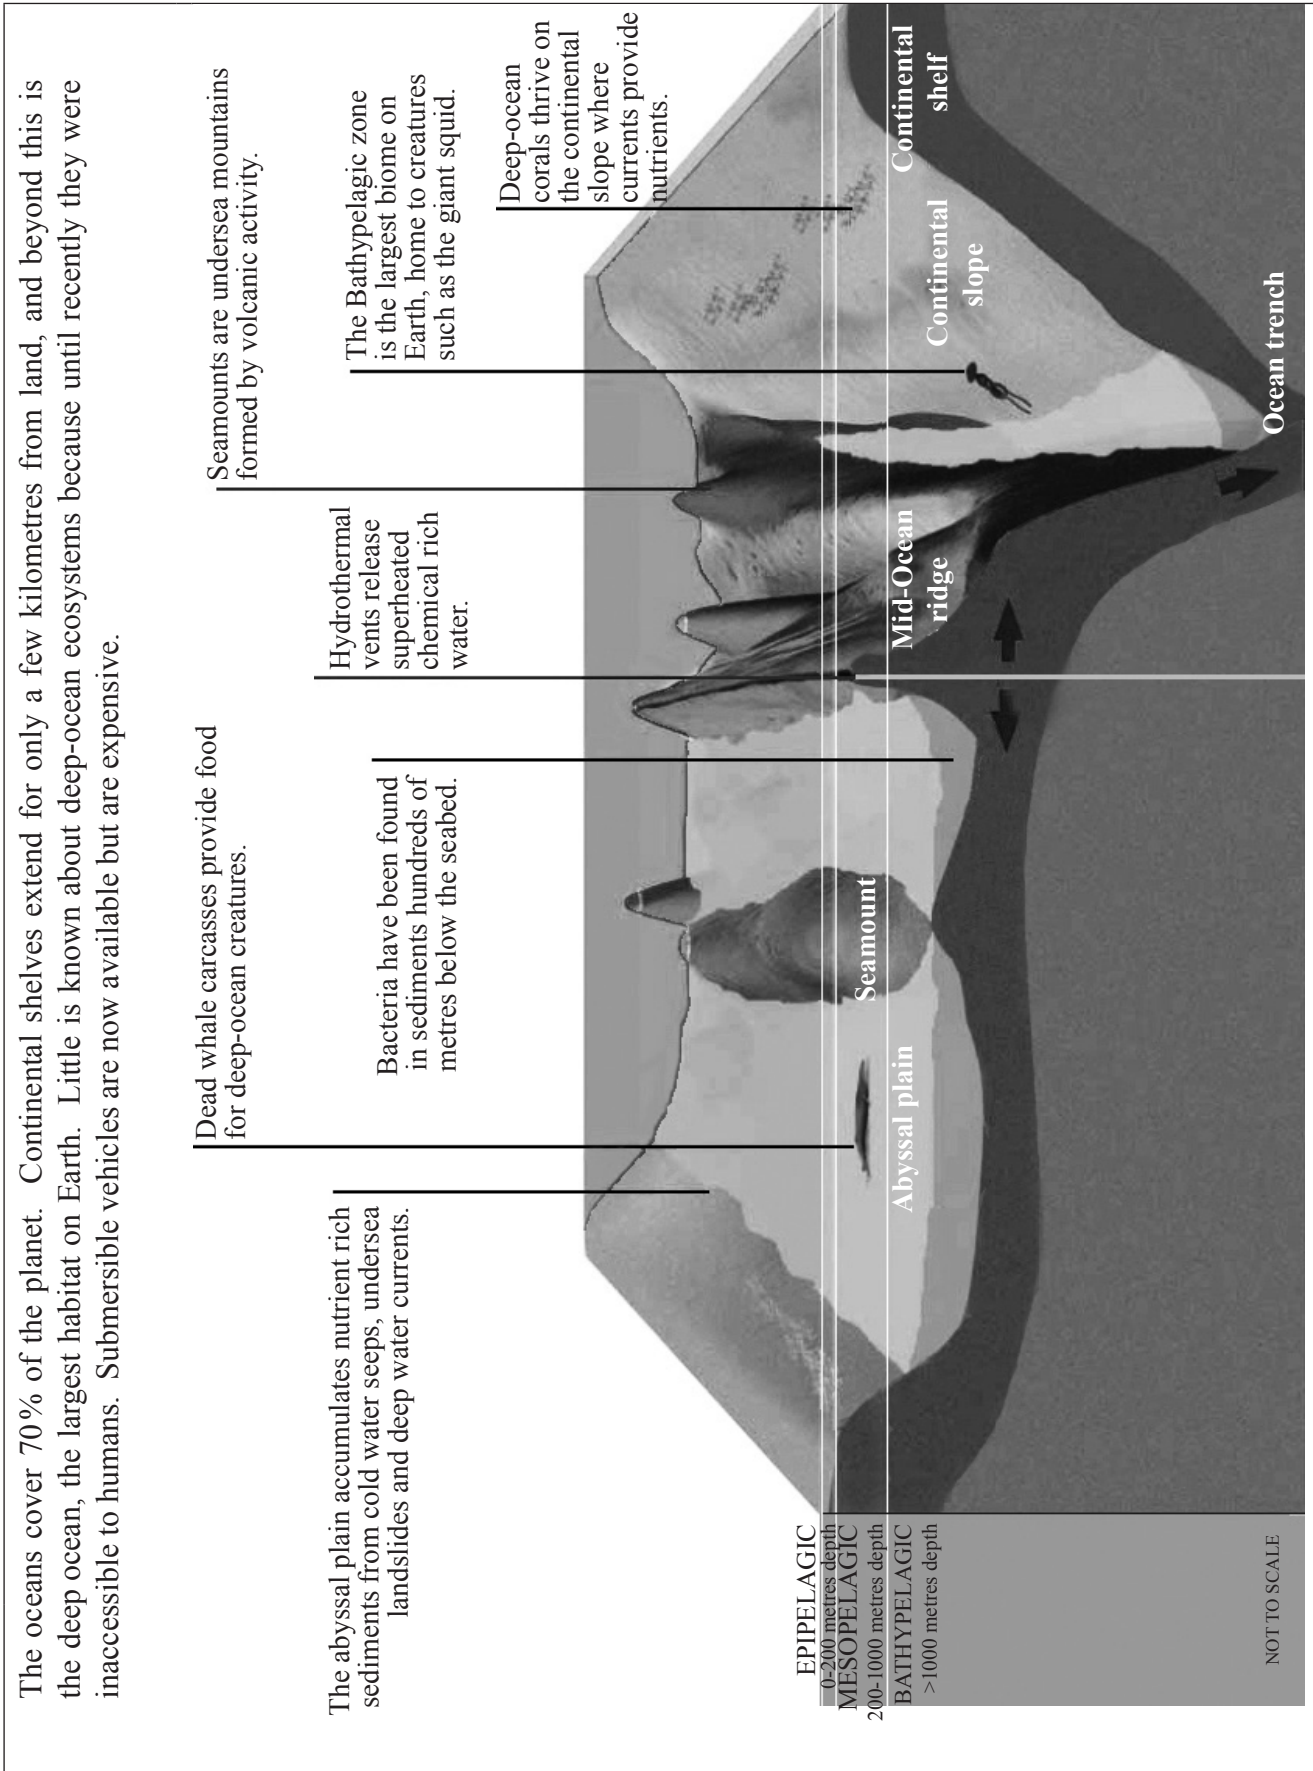 The oceans cover 70% of the planet. Continental shelves extend for only a few kilometres from land, and beyond this is
the deep ocean, the largest habitat on Earth. Little is known about deep-ocean ecosystems because until recently they were
inaccessible to humans. Submersible vehicles are now available but are expensive.
Dead whale carcasses provide food
for deep-ocean creatures.
Seamounts are undersea mountains
formed by volcanic activity.
The abyssal plain accumulates nutrient rich
sediments from cold water seeps, undersea
landslides and deep water currents.
Bacteria have been found
in sediments hundreds of
metres below the seabed.
Hydrothermal
vents release
superheated
chemical rich
water.
The Bathypelagic zone
is the largest biome on
Earth, home to creatures
such as the giant squid.
Deep-ocean
corals thrive on
the continental
slope where
currents provide
nutrients.
EPIPELAGIC
0-200 metres depth
MESOPELAGIC
200-1000 metres depth
BATHYPELAGIC
>1000 metres depth
Abyssal plain
Seamount
Mid-Ocean
ridge
Continental
slope
Continental
shelf
Ocean trench
NOT TO SCALE